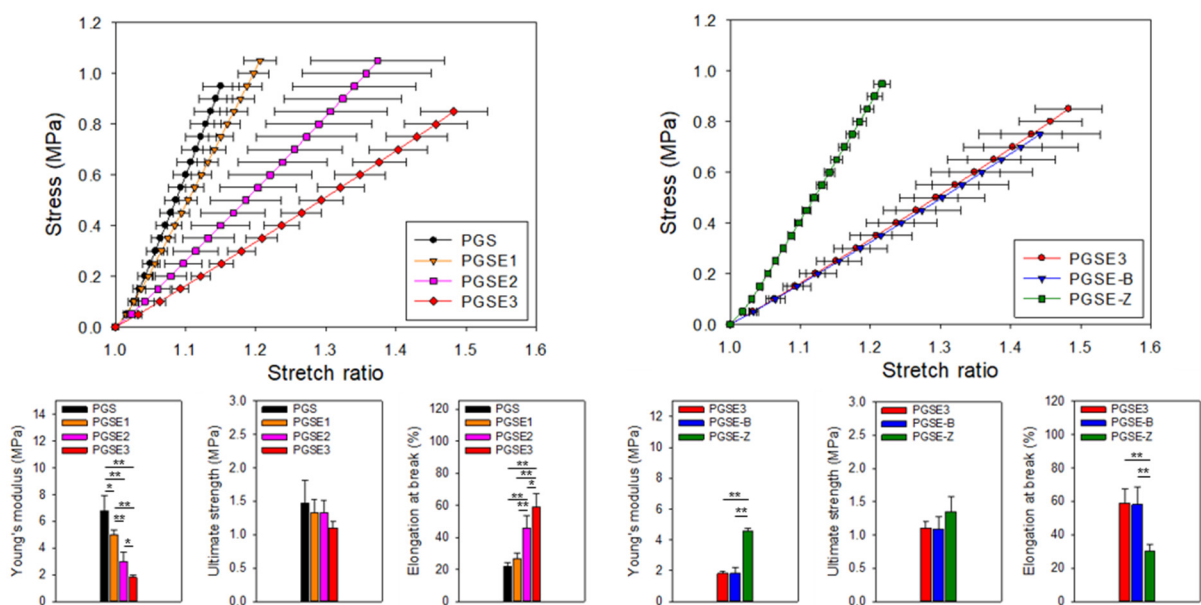 Stress (MPa)
1.2
1.0
0.8
0.6
0.4
0.2
0.0
1.0 1.1 1.2 1.3 1.4 1.5 1.6
Stretch ratio
PGS
PGSE1
PGSE2
PGSE3
Stress (MPa)
1.2
1.0
0.8
0.6
0.4
0.2
0.0
1.0 1.1 1.2 1.3 1.4 1.5 1.6
Stretch ratio
PGSE3
PGSE-B
PGSE-Z
Young's modulus (MPa)
14
12
10
8
6
4
2
0
PGS
PGSE1
PGSE2
PGSE3
**
**
*
**
**
*
Ultimate strength (MPa)
3.0
2.5
2.0
1.5
1.0
0.5
0.0
PGS
PGSE1
PGSE2
PGSE3
Elongation at break (%)
120
100
80
60
40
20
0
PGS
PGSE1
PGSE2
PGSE3
**
**
*
**
**
Young's modulus (MPa)
12
10
8
6
4
2
0
PGSE3
PGSE-B
PGSE-Z
**
**
Ultimate strength (MPa)
3.0
2.5
2.0
1.5
1.0
0.5
0.0
PGSE3
PGSE-B
PGSE-Z
Elongation at break (%)
120
100
80
60
40
20
0
PGSE3
PGSE-B
PGSE-Z
**
**